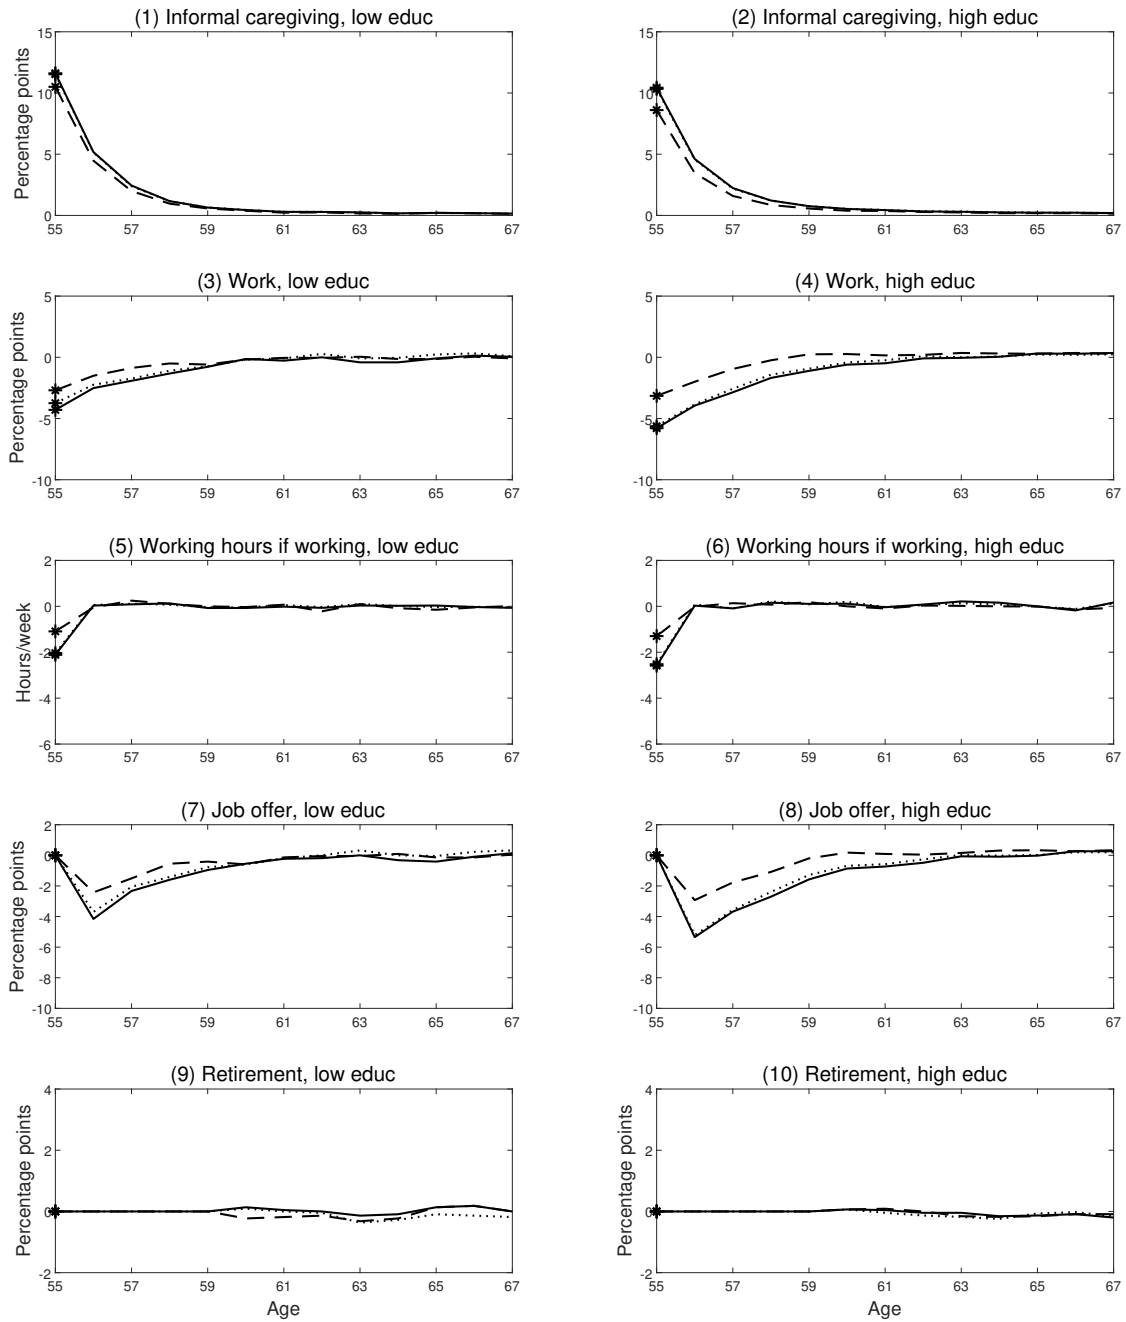 (1) Informal caregiving, low educ
Percentage points
15
10
5
0
55 57 59 61 63 65 67
(2) Informal caregiving, high educ
15
10
5
0
55 57 59 61 63 65 67
(3) Work, low educ
Percentage points
5
0
-5
-10
55 57 59 61 63 65 67
(4) Work, high educ
5
0
-5
-10
55 57 59 61 63 65 67
(5) Working hours if working, low educ
Hours/week
2
0
-2
-4
-6
55 57 59 61 63 65 67
(6) Working hours if working, high educ
2
0
-2
-4
-6
55 57 59 61 63 65 67
(7) Job offer, low educ
Percentage points
2
0
-2
-4
-6
-8
-10
55 57 59 61 63 65 67
(8) Job offer, high educ
2
0
-2
-4
-6
-8
-10
55 57 59 61 63 65 67
(9) Retirement, low educ
Percentage points
4
2
0
-2
55 57 59 61 63 65 67
Age
(10) Retirement, high educ
Percentage points
4
2
0
-2
55 57 59 61 63 65 67
Age